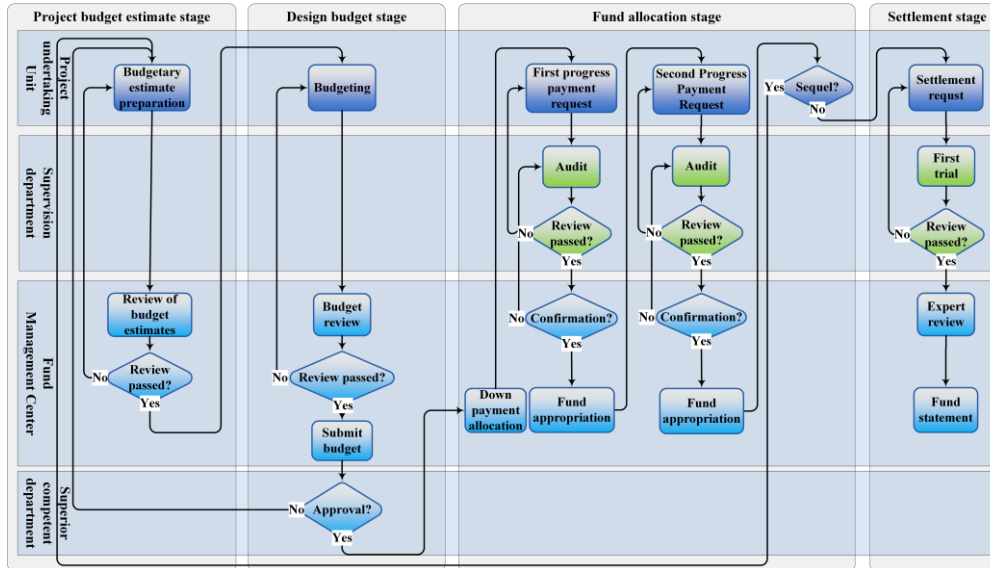 Project budget estimate stage
Design budget stage
Fund allocation stage
Settlement stage
Project
undertaking
Unit
Budgetary
estimate
preparation
Budgeting
First progress
payment
request
Second Progress
Payment
Request
Sequel?
Yes
No
Settlement
requst
Supervision
department
Audit
Audit
First
trial
Review
passed?
No
Yes
Review
passed?
No
Yes
Review
passed?
No
Yes
Fund
Management Center
Review of
budget
estimates
Review
passed?
No
Yes
Budget
review
Review passed?
No
Yes
Submit
budget
Confirmation?
No
Yes
Confirmation?
No
Yes
Down
payment
allocation
Fund
appropriation
Fund
appropriation
Expert
review
Fund
statement
Superior
competent
department
No
Approval?
Yes